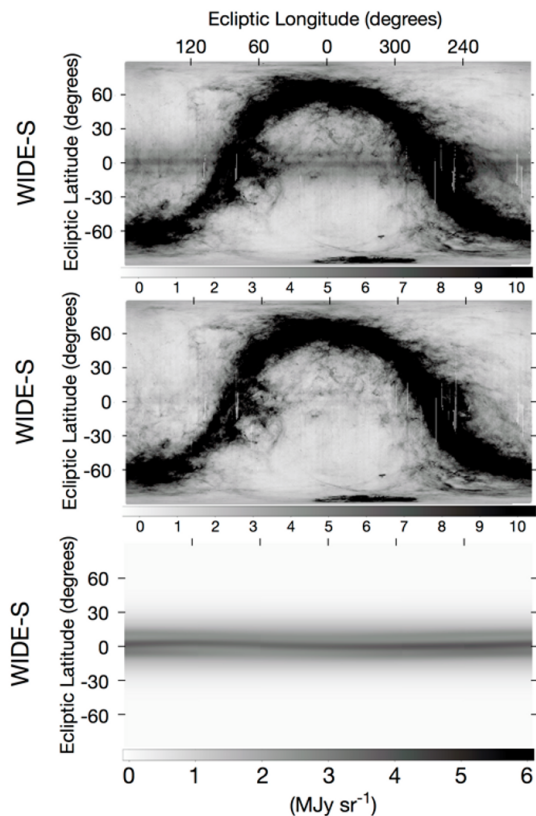 Ecliptic Longitude (degrees)
120 60 0 300 240
WIDE-S
Ecliptic Latitude (degrees)
60
30
0
-30
-60
0 1 2 3 4 5 6 7 8 9 10
WIDE-S
Ecliptic Latitude (degrees)
60
30
0
-30
-60
0 1 2 3 4 5 6 7 8 9 10
WIDE-S
Ecliptic Latitude (degrees)
60
30
0
-30
-60
0 1 2 3 4 5 6
(MJy sr⁻¹)